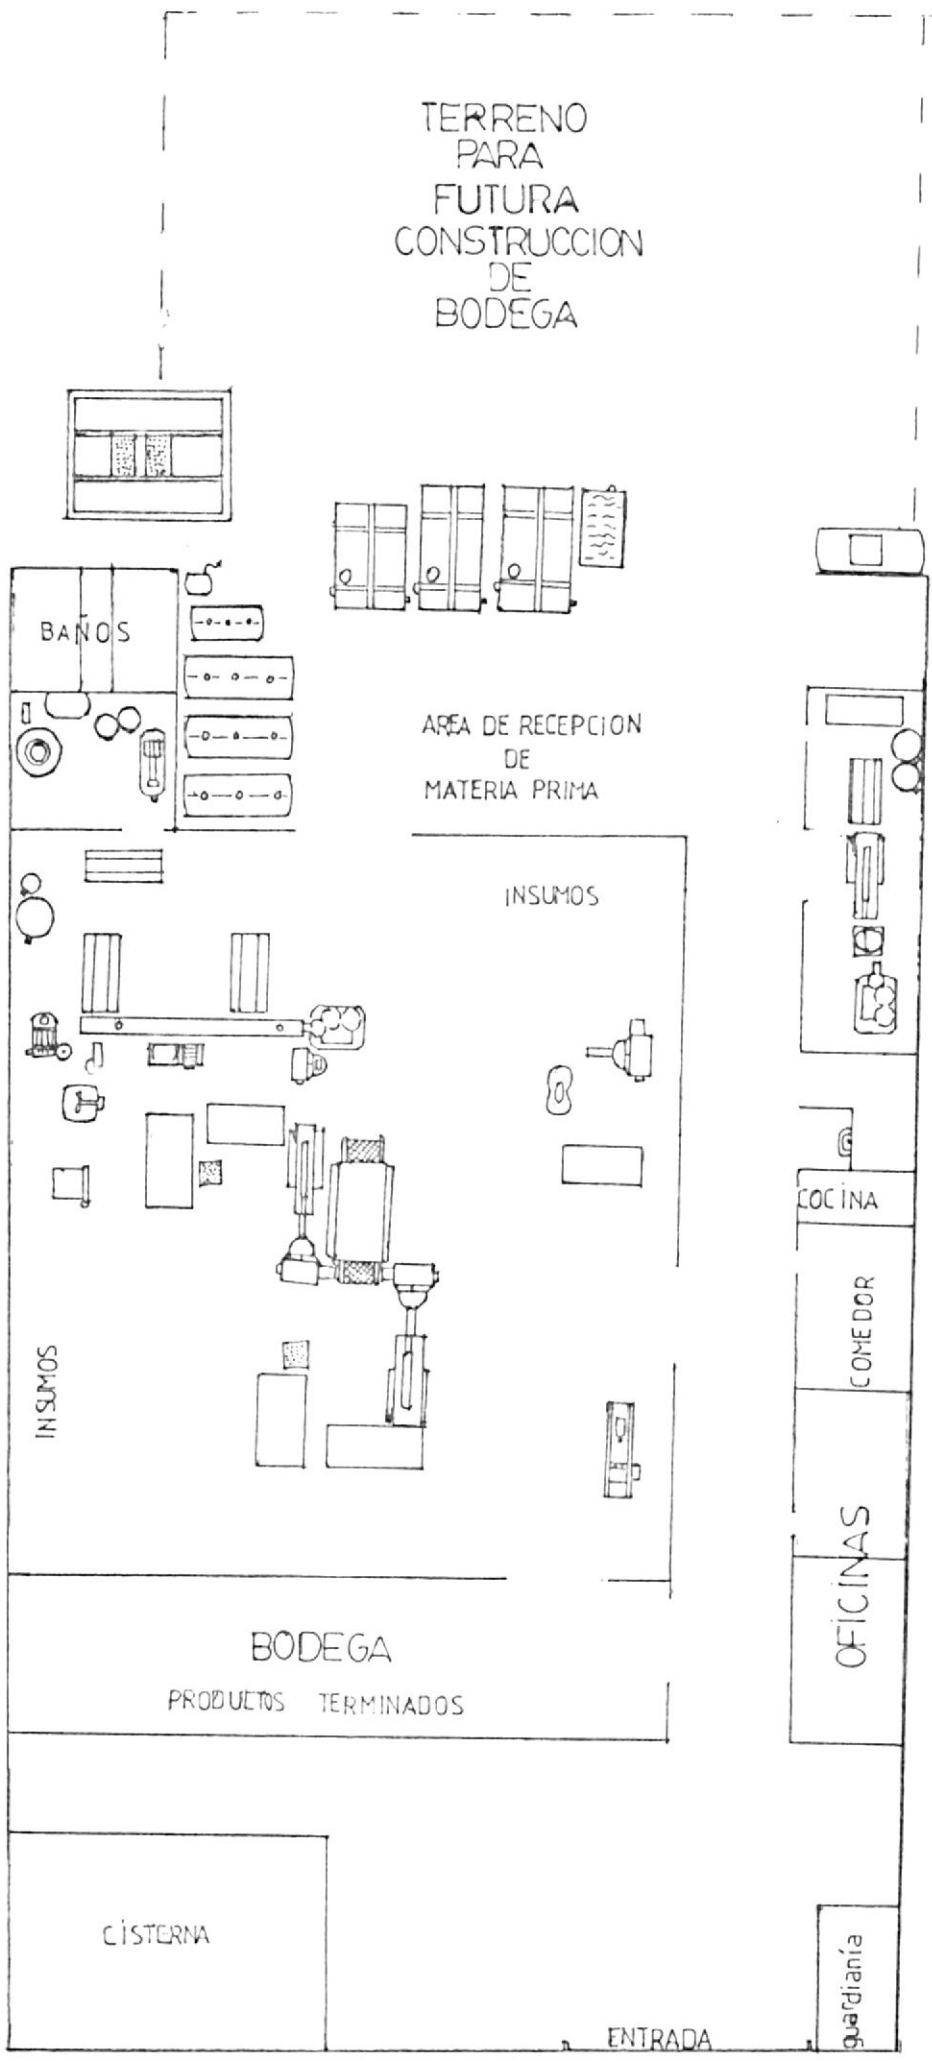 TERRENO
PARA
FUTURA
CONSTRUCCION
DE
BODEGA
BAÑOS
AREA DE RECEPCION
DE
MATERIA PRIMA
INSUMOS
COCINA
COMEDOR
INSUMOS
OFICINAS
BODEGA
PRODUCTOS TERMINADOS
CISTERNA
guardianía
ENTRADA